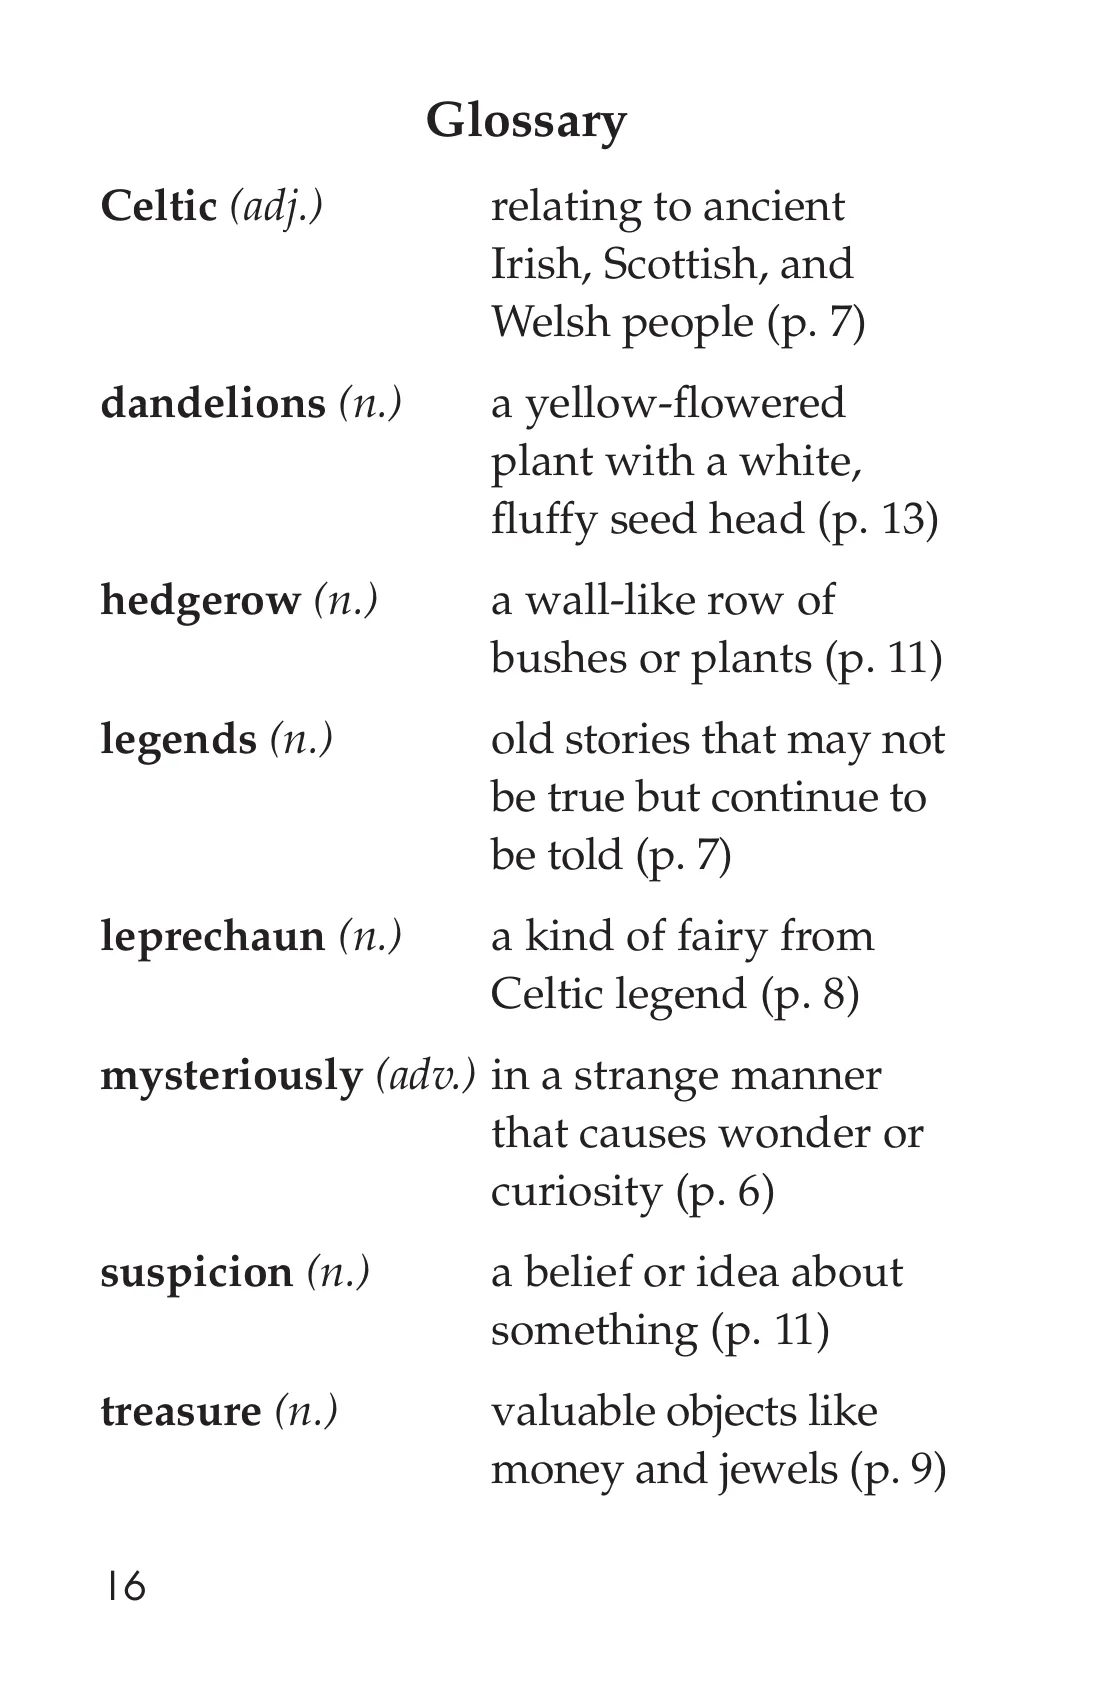 Glossary
Celtic (adj.) relating to ancient
Irish, Scottish, and
Welsh people (p. 7)
dandelions (n.) a yellow-flowered
plant with a white,
fluffy seed head (p. 13)
hedgerow (n.) a wall-like row of
bushes or plants (p. 11)
legends (n.) old stories that may not
be true but continue to
be told (p. 7)
leprechaun (n.) a kind of fairy from
Celtic legend (p. 8)
mysteriously (adv.) in a strange manner
that causes wonder or
curiosity (p. 6)
suspicion (n.) a belief or idea about
something (p. 11)
treasure (n.) valuable objects like
money and jewels (p. 9)
16